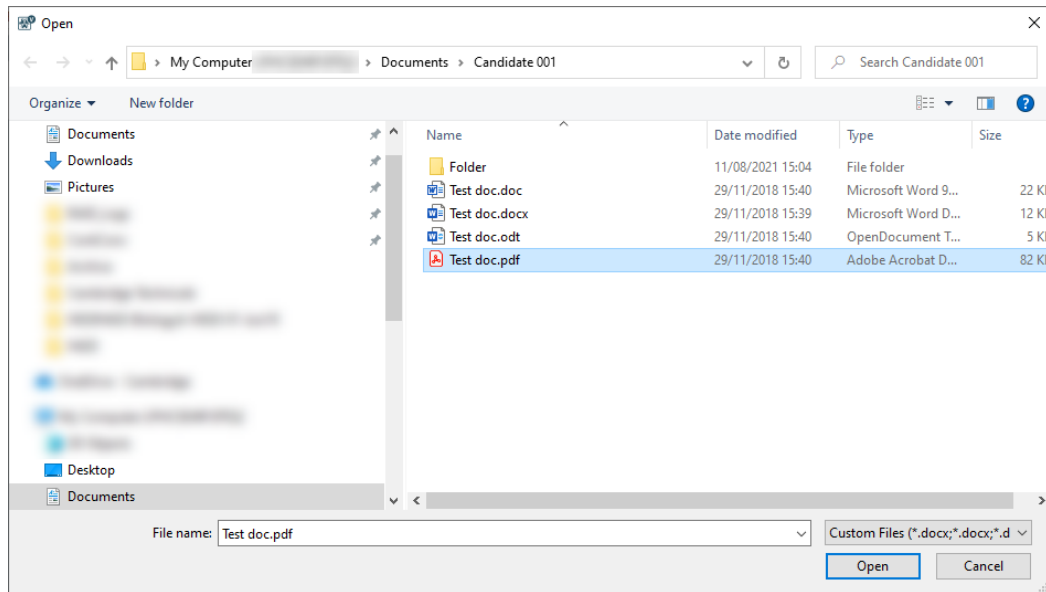 Open
My Computer
Documents
Candidate 001
Search Candidate 001
Organize
New folder
Documents
Downloads
Pictures
Desktop
Documents
Name Date modified Type Size
Folder 11/08/2021 15:04 File folder
Test doc.doc 29/11/2018 15:40 Microsoft Word 9... 22 K
Test doc.docx 29/11/2018 15:39 Microsoft Word D... 12 K
Test doc.odt 29/11/2018 15:40 OpenDocument T... 5 K
Test doc.pdf 29/11/2018 15:40 Adobe Acrobat D... 82 K
File name: Test doc.pdf Custom Files (*.docx;*.docx;*.d
Open Cancel